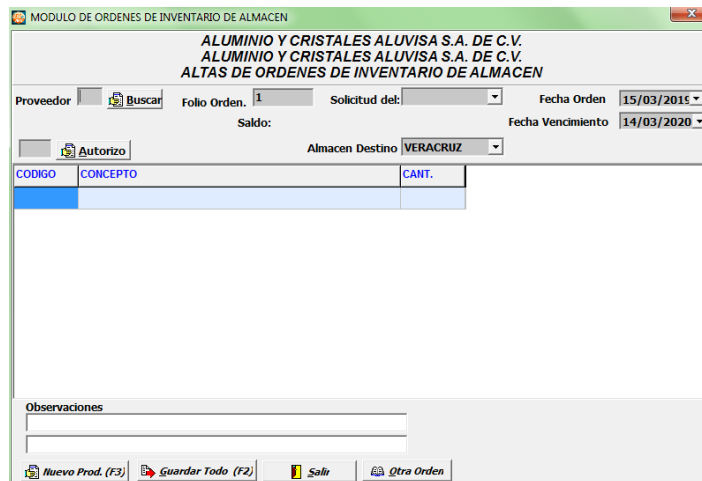 MODULO DE ORDENES DE INVENTARIO DE ALMACEN
ALUMINIO Y CRISTALES ALUVISA S.A. DE C.V.
ALUMINIO Y CRISTALES ALUVISA S.A. DE C.V.
ALTAS DE ORDENES DE INVENTARIO DE ALMACEN
Proveedor Buscar Folio Orden. 1 Solicitud del: Fecha Orden 15/03/2019
Saldo: Fecha Vencimiento 14/03/2020
Autorizo Almacen Destino VERACRUZ
CODIGO CONCEPTO CANT.
Observaciones
Nuevo Prod. (F3) Guardar Todo (F2) Salir Otra Orden